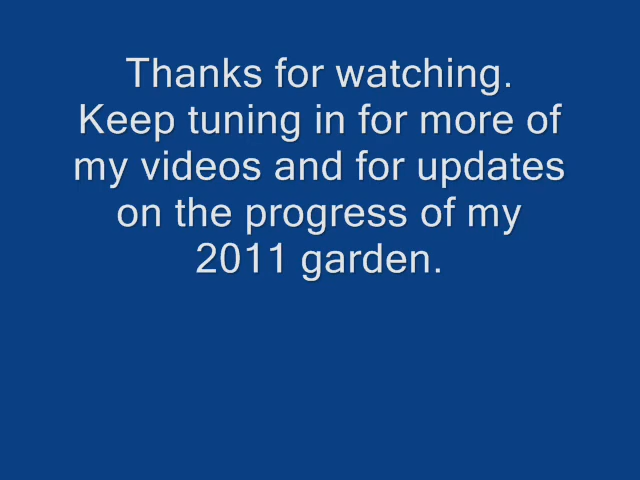 Thanks for watching.
Keep tuning in for more of
my videos and for updates
on the progress of my
2011 garden.